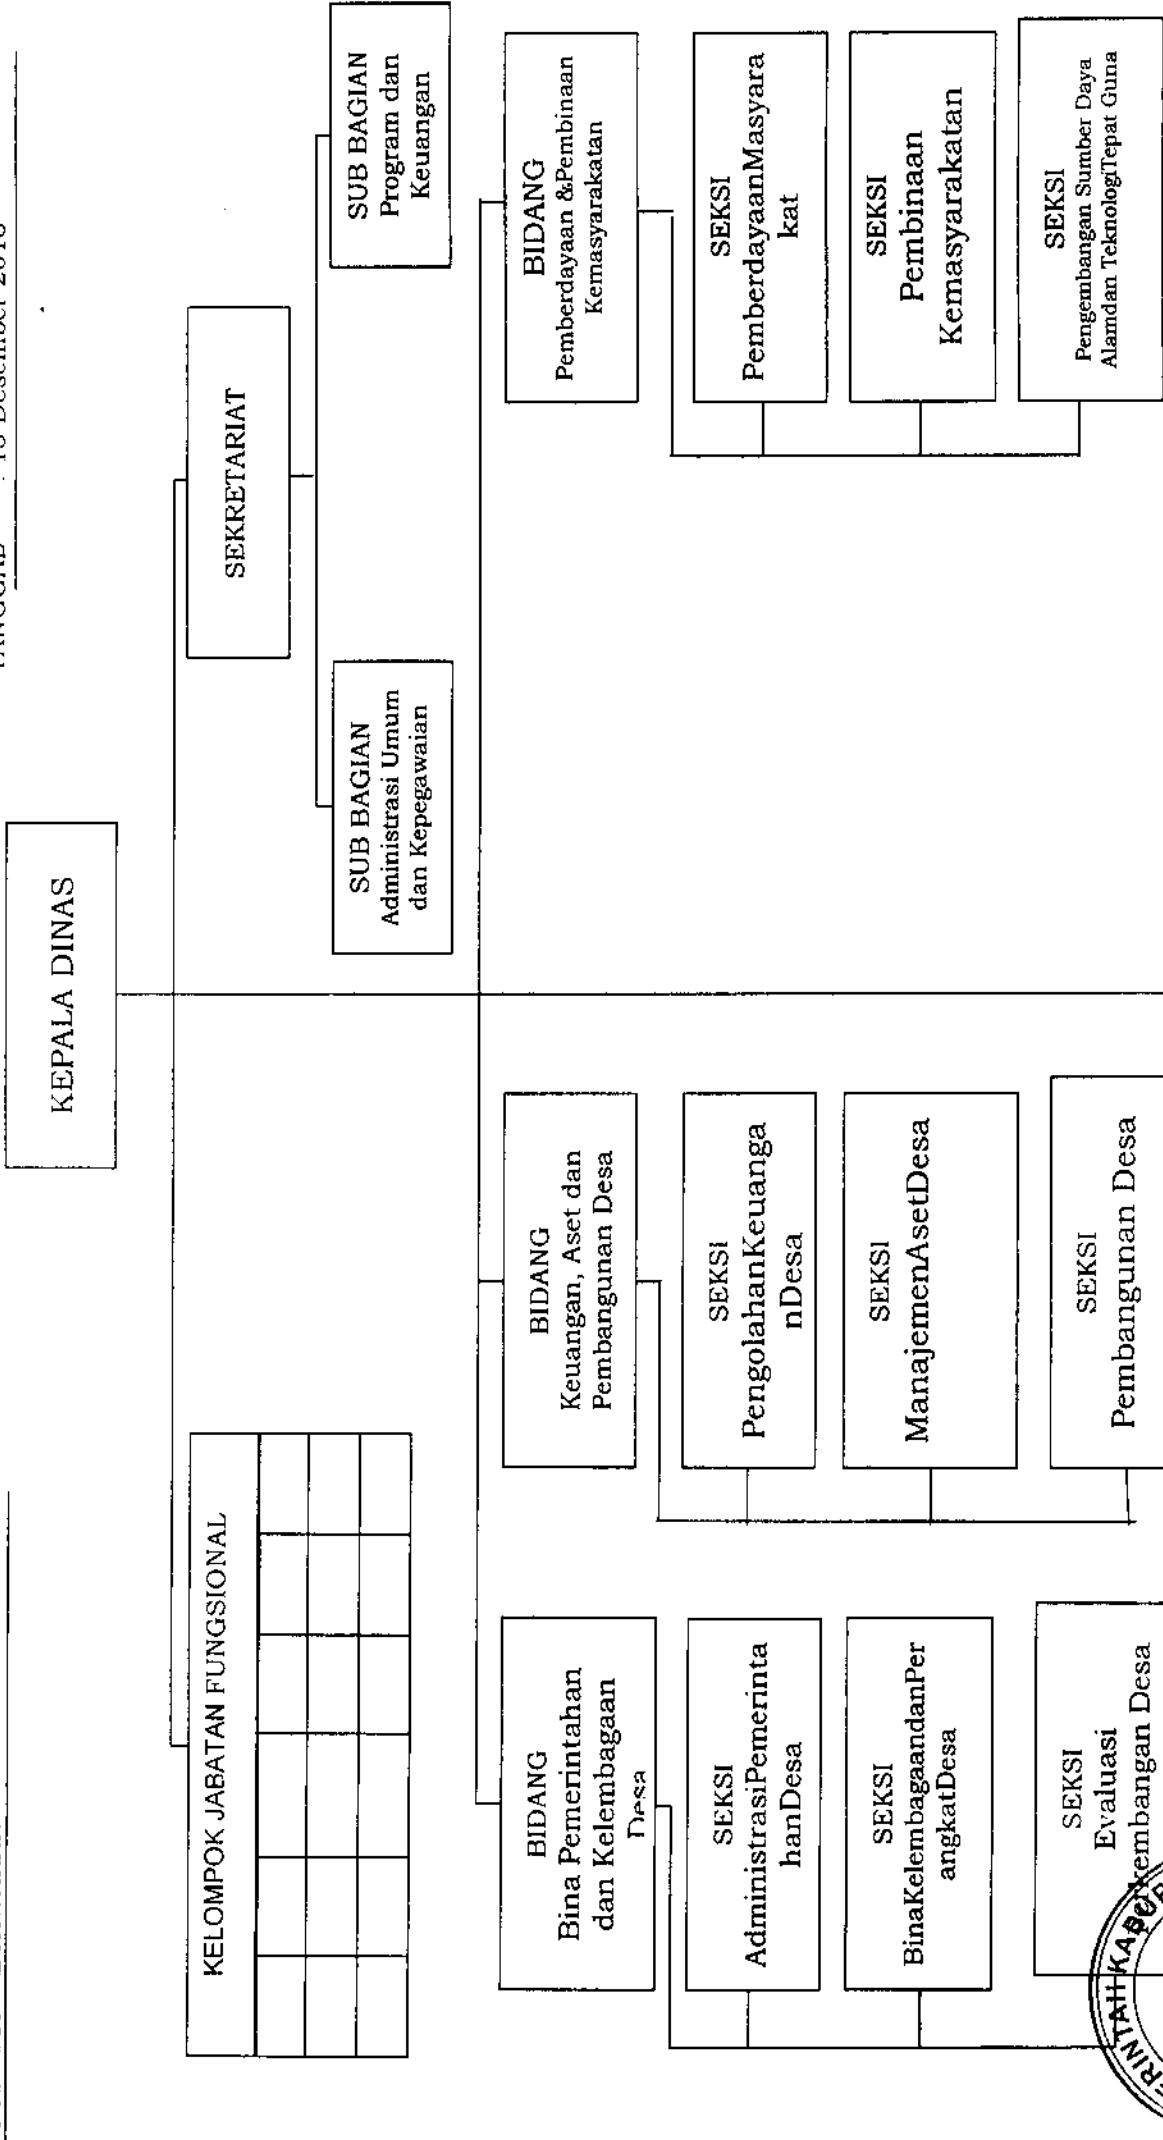 13 Desember 2016
KEPALA DINAS
KELOMPOK JABATAN FUNGSIONAL
SEKRETARIAT
SUB BAGIAN
Administrasi Umum
dan Kepegawaian
SUB BAGIAN
Program dan
Keuangan
BIDANG
Bina Pemerintahan
dan Kelembagaan
Desa
BIDANG
Keuangan, Aset dan
Pembangunan Desa
BIDANG
Pemberdayaan &Pembinaan
Kemasyarakatan
SEKSI
AdministrasiPemerinta
hanDesa
SEKSI
PengolahanKeuanga
nDesa
SEKSI
PemberdayaanMasyara
kat
SEKSI
BinaKelembagaandanPer
angkatDesa
SEKSI
ManajemenAsetDesa
SEKSI
Pembinaan
Kemasyarakatan
SEKSI
Evaluasi
Perkembangan Desa
SEKSI
Pembangunan Desa
SEKSI
Pengembangan Sumber Daya
Alamdan TeknologiTepat Guna